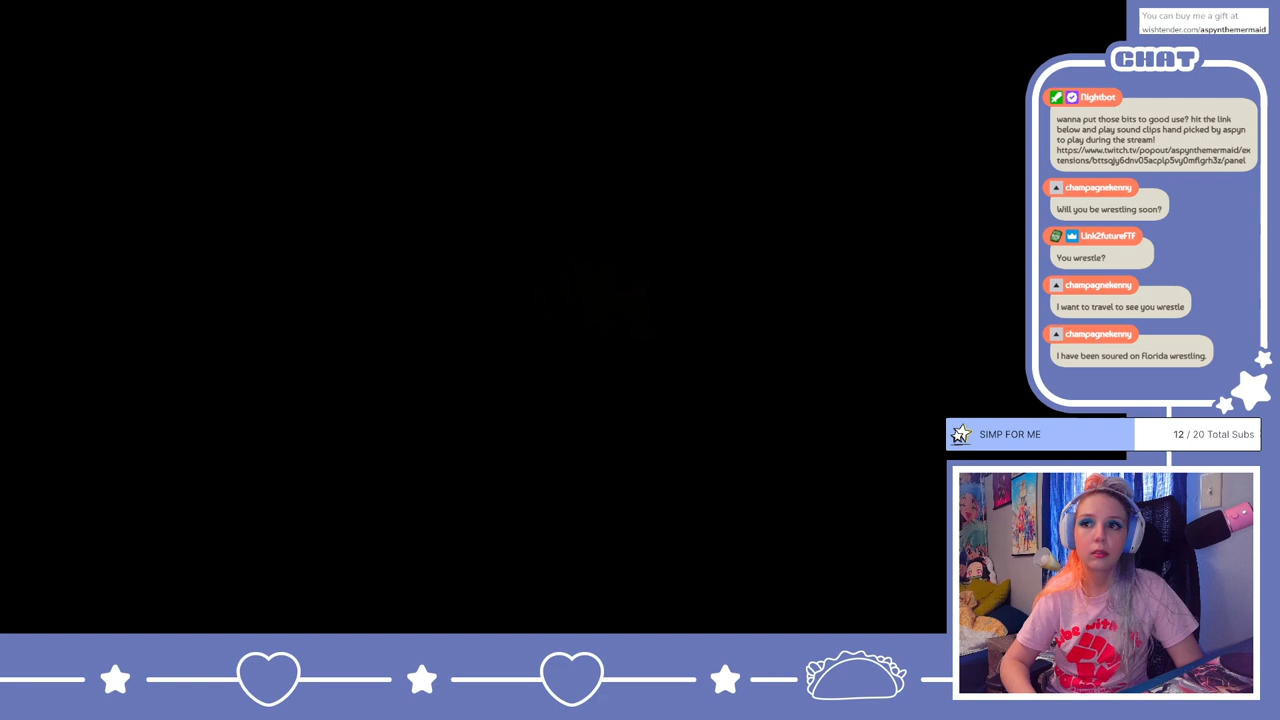 You can buy me a gift at
wishtender.com/aspynthemermaid
CHAT
Nightbot
wanna put those bits to good use? hit the link
below and play sound clips hand picked by aspyn
to play during the stream!
https://www.twitch.tv/popout/aspynthemermaid/ex
tensions/bttsqjy6dnv05acplp5vy0mflgrh3z/panel
champagnekenny
Will you be wrestling soon?
Link2futureFTF
You wrestle?
champagnekenny
I want to travel to see you wrestle
champagnekenny
I have been soured on Florida wrestling.
SIMP FOR ME
12 / 20 Total Subs